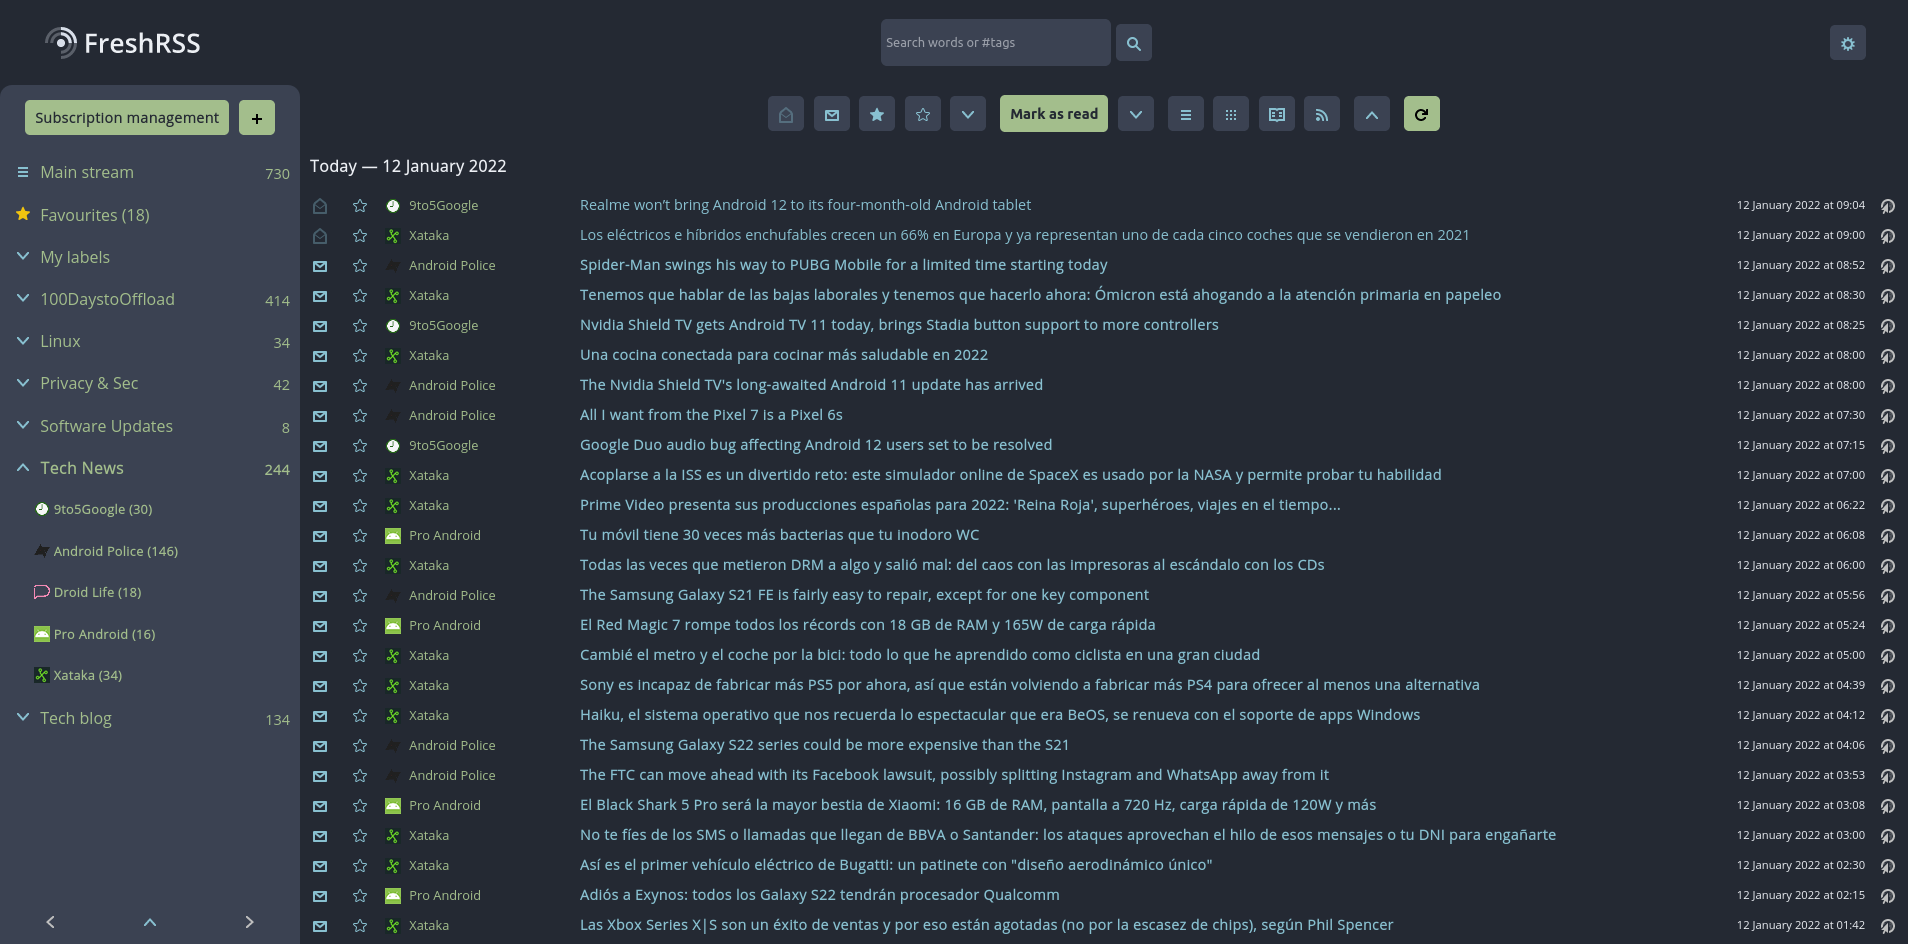 FreshRSS
Search words or #tags
Subscription management
+
Mark as read
Main stream 730
Favourites (18)
My labels
100DaystoOffload 414
Linux 34
Privacy & Sec 42
Software Updates 8
Tech News 244
9to5Google (30)
Android Police (146)
Droid Life (18)
Pro Android (16)
Xataka (34)
Tech blog 134
Today — 12 January 2022
9to5Google Realme won't bring Android 12 to its four-month-old Android tablet 12 January 2022 at 09:04
Xataka Los eléctricos e híbridos enchufables crecen un 66% en Europa y ya representan uno de cada cinco coches que se vendieron en 2021 12 January 2022 at 09:00
Android Police Spider-Man swings his way to PUBG Mobile for a limited time starting today 12 January 2022 at 08:52
Xataka Tenemos que hablar de las bajas laborales y tenemos que hacerlo ahora: Ómicron está ahogando a la atención primaria en papeleo 12 January 2022 at 08:30
9to5Google Nvidia Shield TV gets Android TV 11 today, brings Stadia button support to more controllers 12 January 2022 at 08:25
Xataka Una cocina conectada para cocinar más saludable en 2022 12 January 2022 at 08:00
Android Police The Nvidia Shield TV's long-awaited Android 11 update has arrived 12 January 2022 at 08:00
Android Police All I want from the Pixel 7 is a Pixel 6s 12 January 2022 at 07:30
9to5Google Google Duo audio bug affecting Android 12 users set to be resolved 12 January 2022 at 07:15
Xataka Acoplarse a la ISS es un divertido reto: este simulador online de SpaceX es usado por la NASA y permite probar tu habilidad 12 January 2022 at 07:00
Xataka Prime Video presenta sus producciones españolas para 2022: 'Reina Roja', superhéroes, viajes en el tiempo... 12 January 2022 at 06:22
Pro Android Tu móvil tiene 30 veces más bacterias que tu inodoro WC 12 January 2022 at 06:08
Xataka Todas las veces que metieron DRM a algo y salió mal: del caos con las impresoras al escándalo con los CDs 12 January 2022 at 06:00
Android Police The Samsung Galaxy S21 FE is fairly easy to repair, except for one key component 12 January 2022 at 05:56
Pro Android El Red Magic 7 rompe todos los récords con 18 GB de RAM y 165W de carga rápida 12 January 2022 at 05:24
Xataka Cambié el metro y el coche por la bici: todo lo que he aprendido como ciclista en una gran ciudad 12 January 2022 at 05:00
Xataka Sony es incapaz de fabricar más PS5 por ahora, así que están volviendo a fabricar más PS4 para ofrecer al menos una alternativa 12 January 2022 at 04:39
Xataka Haiku, el sistema operativo que nos recuerda lo espectacular que era BeOS, se renueva con el soporte de apps Windows 12 January 2022 at 04:12
Android Police The Samsung Galaxy S22 series could be more expensive than the S21 12 January 2022 at 04:06
Android Police The FTC can move ahead with its Facebook lawsuit, possibly splitting Instagram and WhatsApp away from it 12 January 2022 at 03:53
Pro Android El Black Shark 5 Pro será la mayor bestia de Xiaomi: 16 GB de RAM, pantalla a 720 Hz, carga rápida de 120W y más 12 January 2022 at 03:08
Xataka No te fíes de los SMS o llamadas que llegan de BBVA o Santander: los ataques aprovechan el hilo de esos mensajes o tu DNI para engañarte 12 January 2022 at 03:00
Xataka Así es el primer vehículo eléctrico de Bugatti: un patinete con "diseño aerodinámico único" 12 January 2022 at 02:30
Pro Android Adiós a Exynos: todos los Galaxy S22 tendrán procesador Qualcomm 12 January 2022 at 02:15
Xataka Las Xbox Series X|S son un éxito de ventas y por eso están agotadas (no por la escasez de chips), según Phil Spencer 12 January 2022 at 01:42